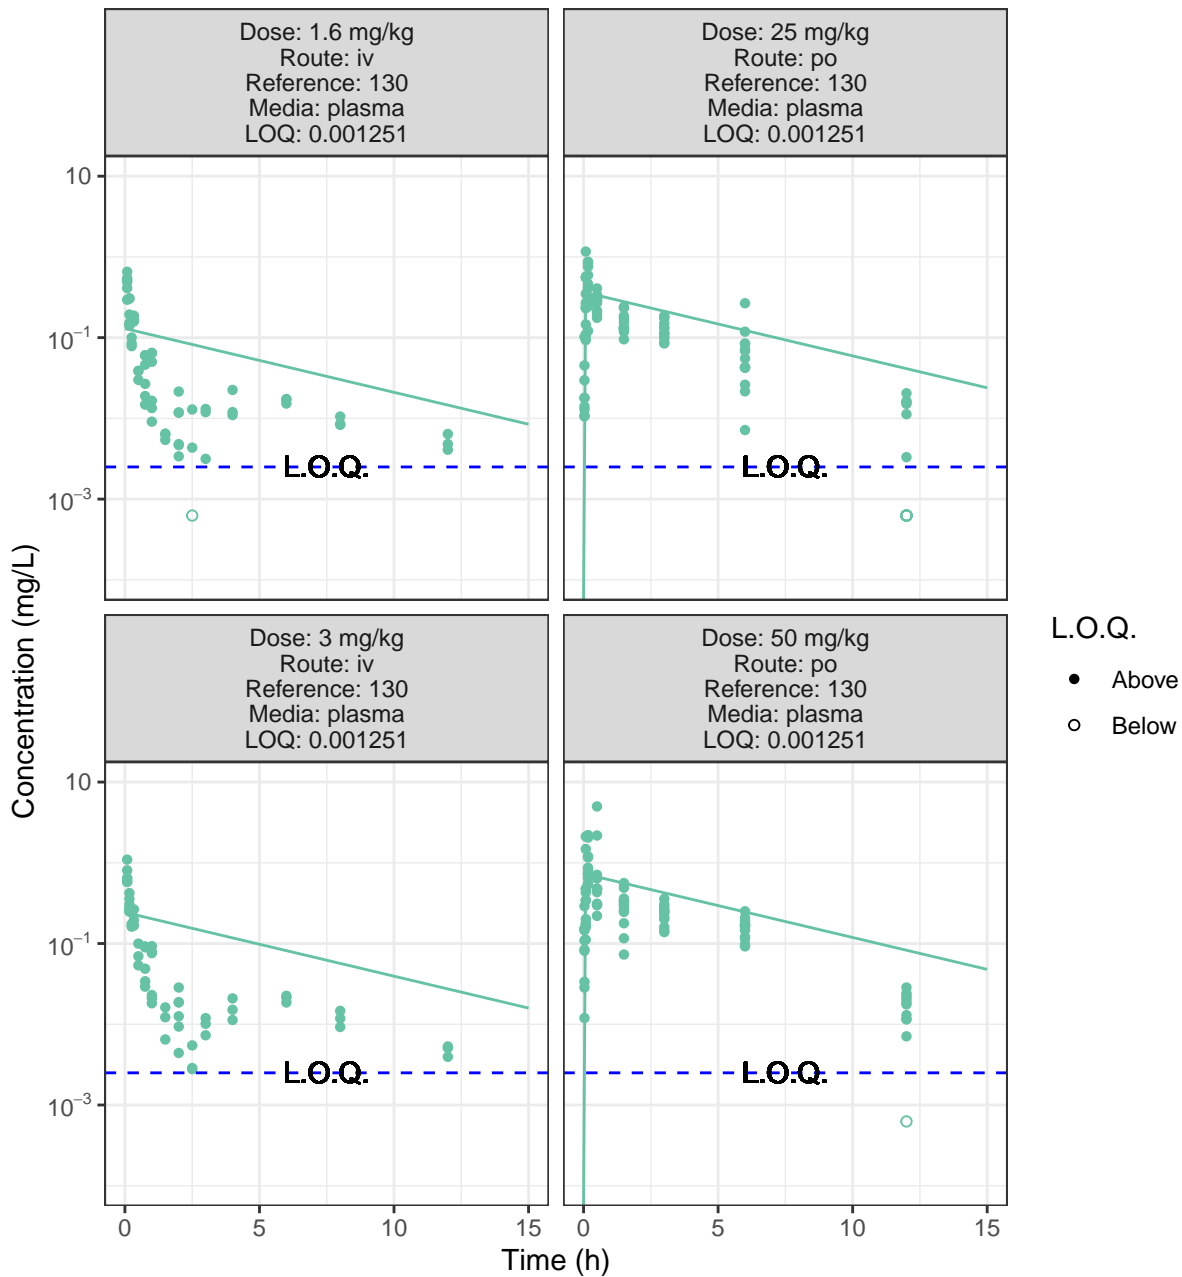 Dose: 1.6 mg/kg
Route: iv
Reference: 130
Media: plasma
LOQ: 0.001251
Dose: 25 mg/kg
Route: po
Reference: 130
Media: plasma
LOQ: 0.001251
10
10⁻¹
10⁻³
L.O.Q.
L.O.Q.
Dose: 3 mg/kg
Route: iv
Reference: 130
Media: plasma
LOQ: 0.001251
Dose: 50 mg/kg
Route: po
Reference: 130
Media: plasma
LOQ: 0.001251
10
10⁻¹
10⁻³
L.O.Q.
L.O.Q.
0 5 10 15
0 5 10 15
Time (h)
Concentration (mg/L)
L.O.Q.
Above
Below